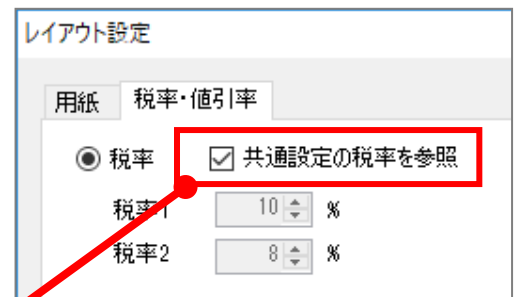 レイアウト設定
用紙 税率・値引率
税率 共通設定の税率を参照
税率1 10 %
税率2 8 %